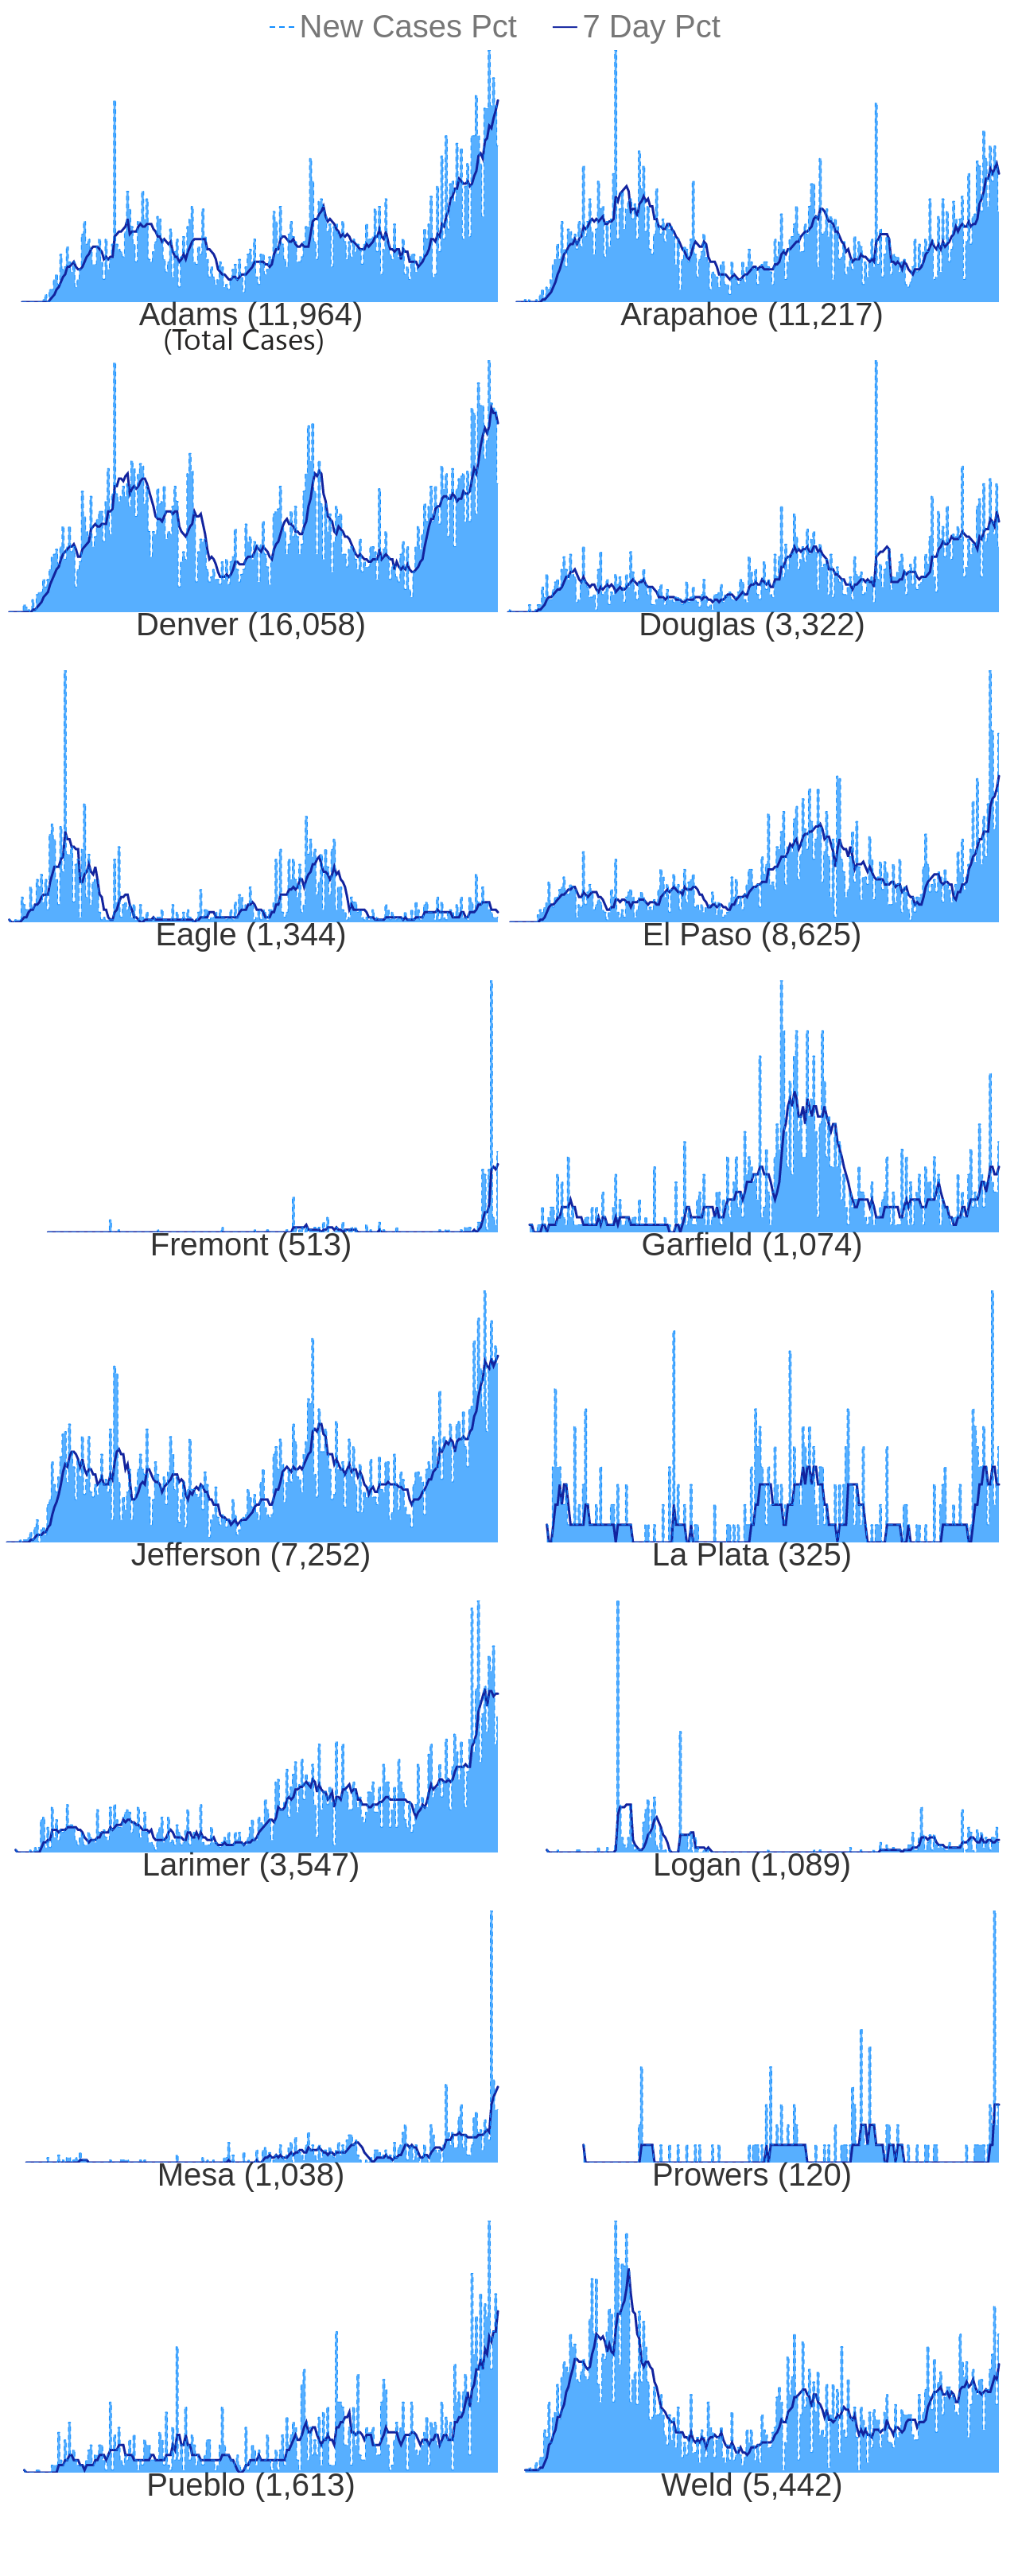 New Cases Pct 7 Day Pct
Adams (11,964) Arapahoe (11,217)
(Total Cases)
Denver (16,058) Douglas (3,322)
Eagle (1,344) El Paso (8,625)
Fremont (513) Garfield (1,074)
Jefferson (7,252) La Plata (325)
Larimer (3,547) Logan (1,089)
Mesa (1,038) Prowers (120)
Pueblo (1,613) Weld (5,442)